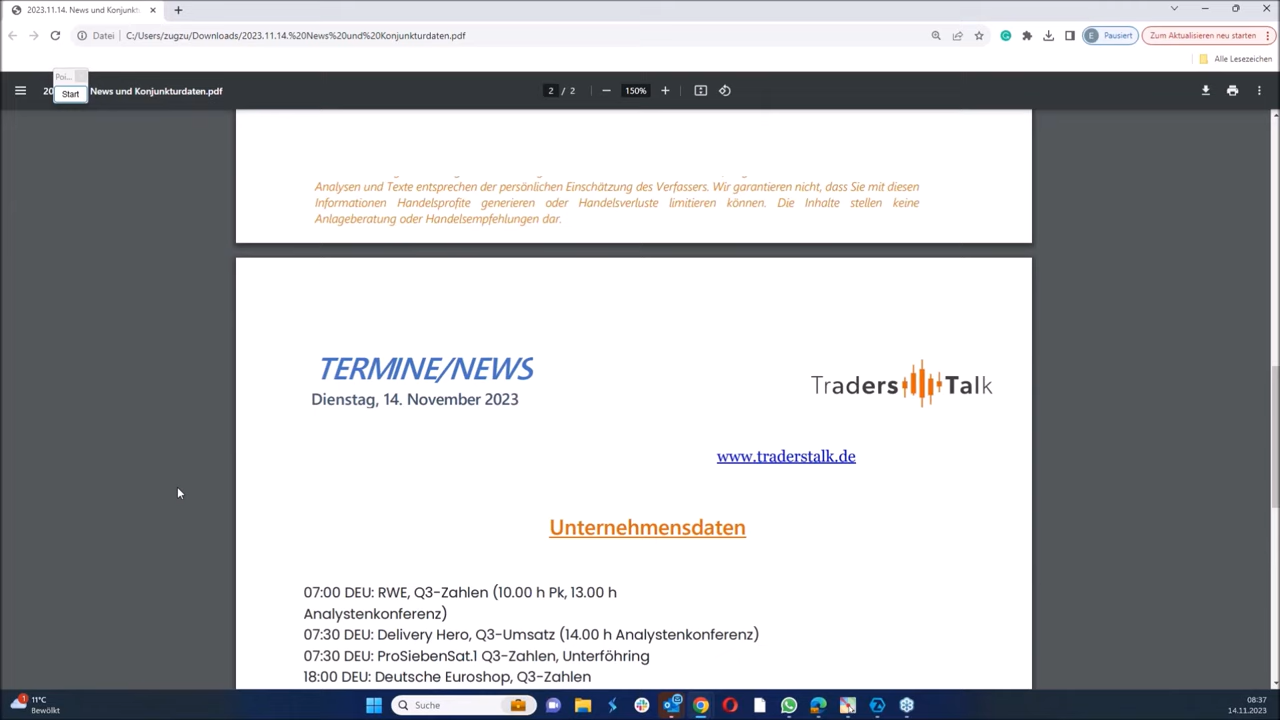 2023.11.14. News und Konjunkt
Datei
C:/Users/zugzu/Downloads/2023.11.14.%20News%20und%20Konjunkturdaten.pdf
E
Pausiert
Zum Aktualisieren neu starten
Alle Lesezeichen
Poi...
Start
20
News und Konjunkturdaten.pdf
2 / 2
150%
Analysen und Texte entsprechen der persönlichen Einschätzung des Verfassers. Wir garantieren nicht, dass Sie mit diesen
Informationen Handelsprofite generieren oder Handelsverluste limitieren können. Die Inhalte stellen keine
Anlageberatung oder Handelsempfehlungen dar.
TERMINE/NEWS
Dienstag, 14. November 2023
Traders Talk
www.traderstalk.de
Unternehmensdaten
07:00 DEU: RWE, Q3-Zahlen (10.00 h Pk, 13.00 h
Analystenkonferenz)
07:30 DEU: Delivery Hero, Q3-Umsatz (14.00 h Analystenkonferenz)
07:30 DEU: ProSiebenSat.1 Q3-Zahlen, Unterföhring
18:00 DEU: Deutsche Euroshop, Q3-Zahlen
1
11°C
Bewölkt
Suche
08:37
14.11.2023